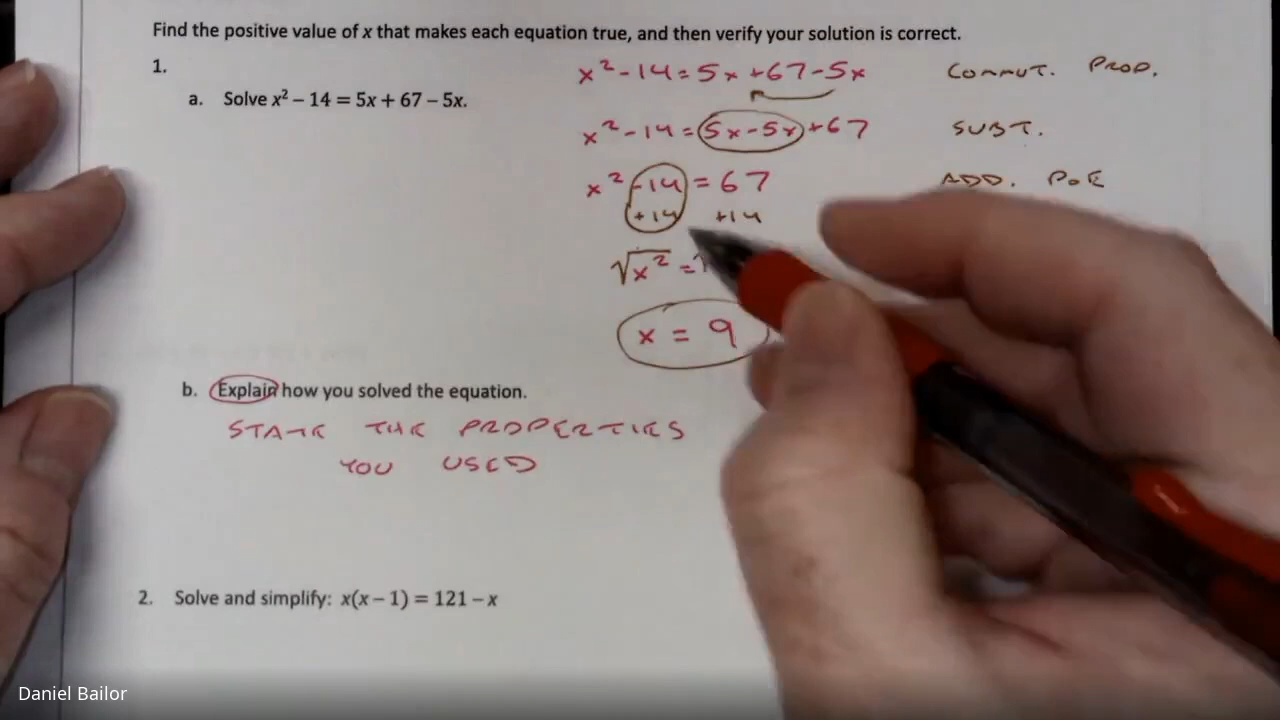 Find the positive value of x that makes each equation true, and then verify your solution is correct.
1.
x² - 14 = 5x + 67 - 5x COMMUT. PROP.
a. Solve x² – 14 = 5x + 67 – 5x.
x² - 14 = 5x - 5x + 67 SUBT.
x² - 14 = 67 ADD. PoE
+14 +14
√x² =
x = 9
b. Explain how you solved the equation.
STATE THE PROPERTIES
YOU USED
2. Solve and simplify: x(x – 1) = 121 – x
Daniel Bailor